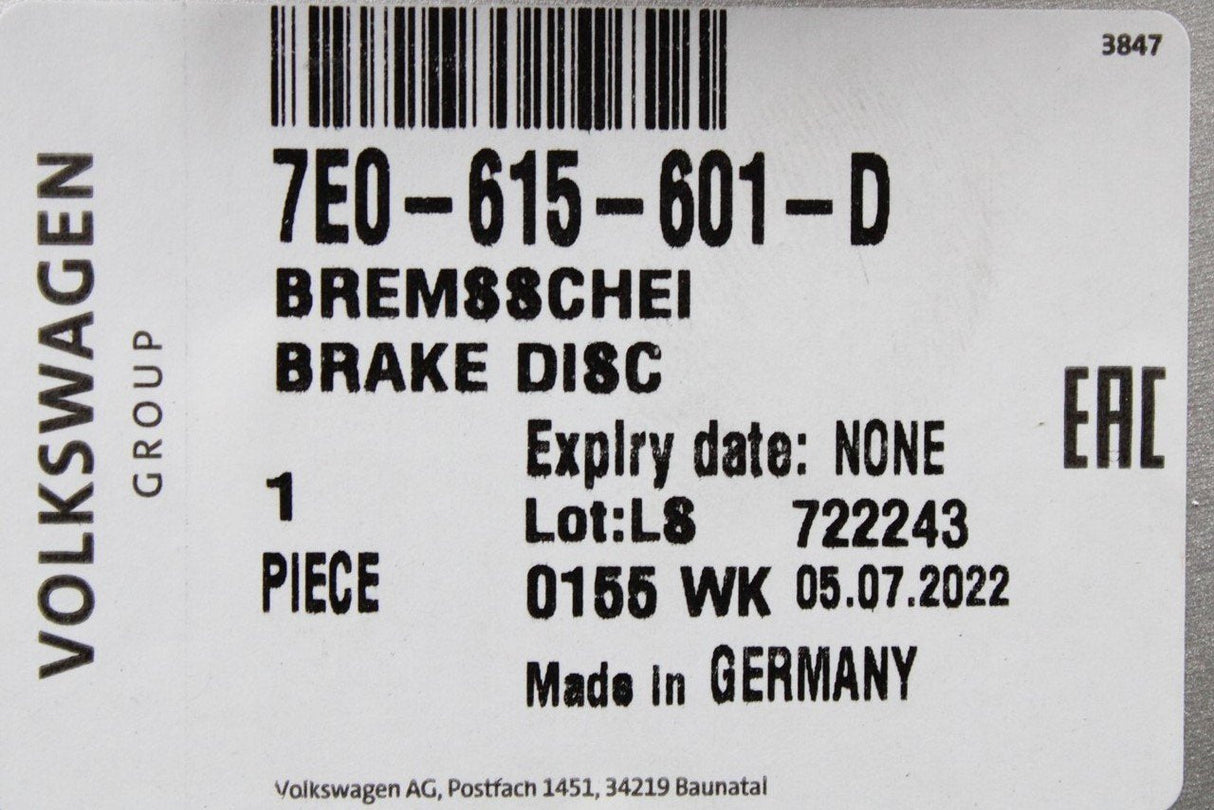 3847
VOLKSWAGEN
GROUP
7E0-615-601-D
BREMSSCHEI
BRAKE DISC
EAC
Expiry date: NONE
1
Lot:LS 722243
PIECE
0155 WK 05.07.2022
Made in GERMANY
Volkswagen AG, Postfach 1451, 34219 Baunatal